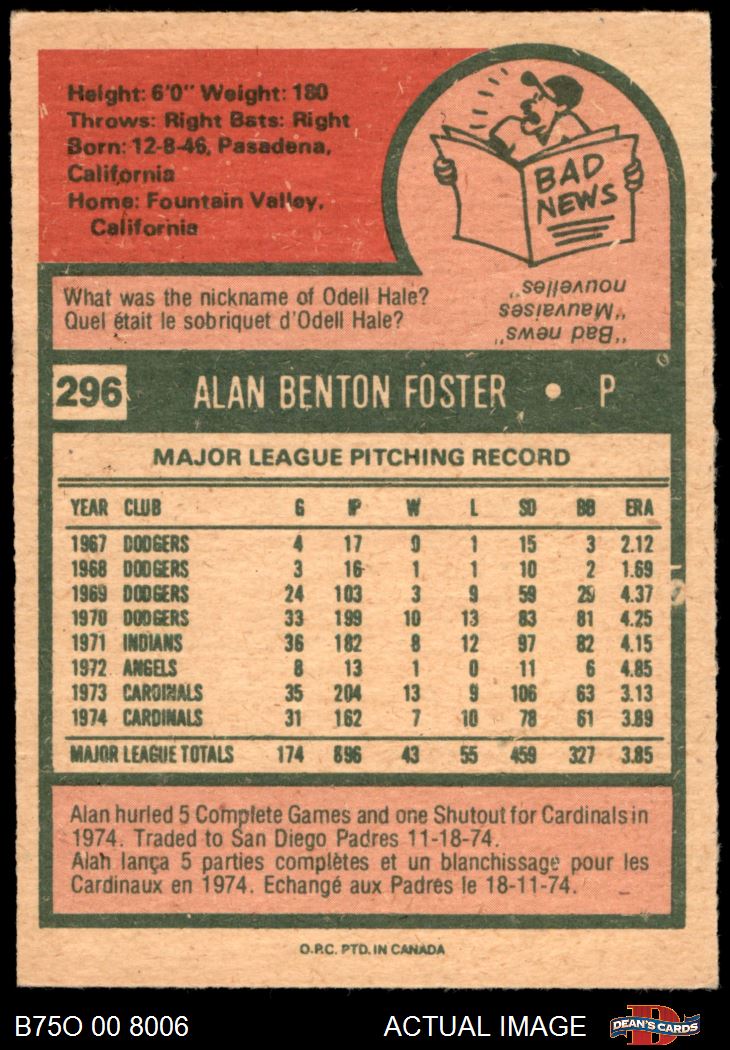 Height: 6'0" Weight: 180
Throws: Right Bats: Right
Born: 12-8-46, Pasadena,
California
Home: Fountain Valley,
California
BAD
NEWS
What was the nickname of Odell Hale?
Quel était le sobriquet d'Odell Hale?
"Bad news"
"Mauvaises
nouvelles"
296 ALAN BENTON FOSTER • P
MAJOR LEAGUE PITCHING RECORD
YEAR CLUB G IP W L SO BB ERA
1967 DODGERS 4 17 0 1 15 3 2.12
1968 DODGERS 3 16 1 1 10 2 1.69
1969 DODGERS 24 103 3 9 59 29 4.37
1970 DODGERS 33 199 10 13 83 81 4.25
1971 INDIANS 36 182 8 12 97 82 4.15
1972 ANGELS 8 13 1 0 11 6 4.85
1973 CARDINALS 35 204 13 9 106 63 3.13
1974 CARDINALS 31 162 7 10 78 61 3.89
MAJOR LEAGUE TOTALS 174 896 43 55 459 327 3.85
Alan hurled 5 Complete Games and one Shutout for Cardinals in
1974. Traded to San Diego Padres 11-18-74.
Alan lança 5 parties complètes et un blanchissage pour les
Cardinaux en 1974. Echangé aux Padres le 18-11-74.
O.P.C. PTD. IN CANADA
B75O 00 8006 ACTUAL IMAGE DEAN'S CARDS